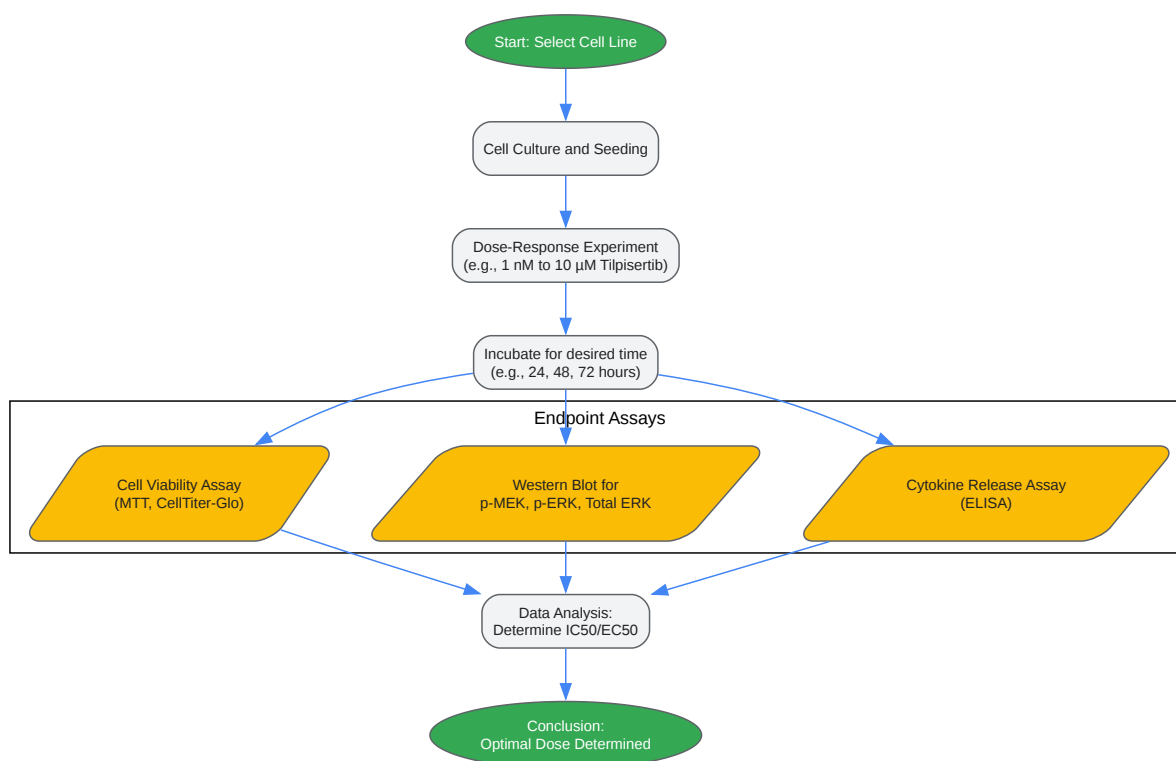 Start: Select Cell Line
Cell Culture and Seeding
Dose-Response Experiment
(e.g., 1 nM to 10 µM Tilpisertib)
Incubate for desired time
(e.g., 24, 48, 72 hours)
Endpoint Assays
Cell Viability Assay
(MTT, CellTiter-Glo)
Western Blot for
p-MEK, p-ERK, Total ERK
Cytokine Release Assay
(ELISA)
Data Analysis:
Determine IC50/EC50
Conclusion:
Optimal Dose Determined